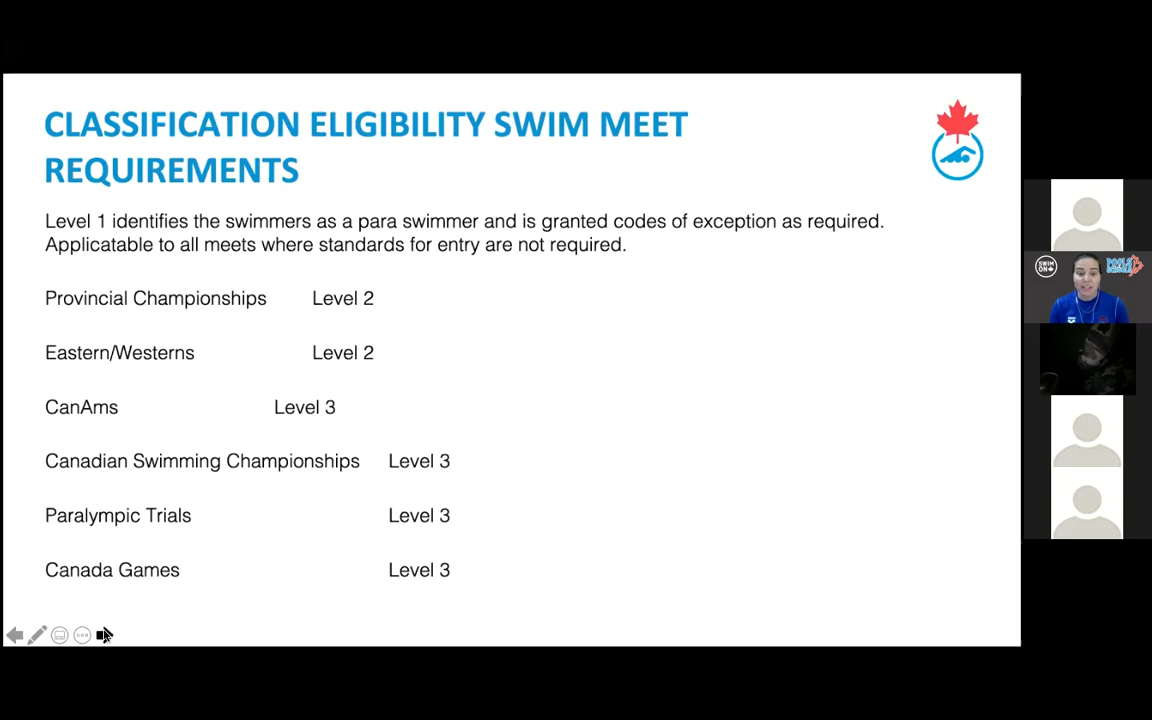 CLASSIFICATION ELIGIBILITY SWIM MEET
REQUIREMENTS
Level 1 identifies the swimmers as a para swimmer and is granted codes of exception as required.
Applicatable to all meets where standards for entry are not required.
Provincial Championships Level 2
Eastern/Westerns Level 2
CanAms Level 3
Canadian Swimming Championships Level 3
Paralympic Trials Level 3
Canada Games Level 3
SWIM
ON